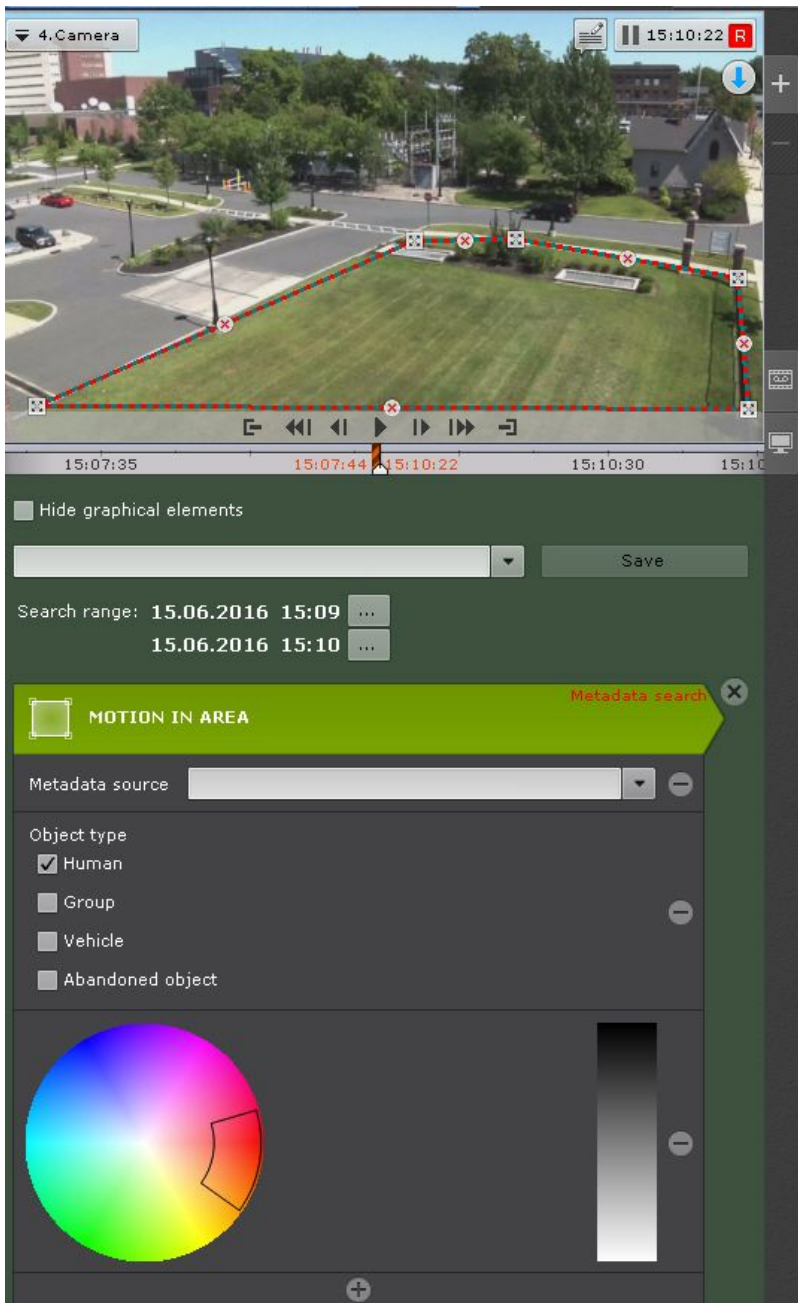 4.Camera
15:10:22 R
15:07:35 15:07:44 15:10:22 15:10:30 15:10
Hide graphical elements
Save
Search range: 15.06.2016 15:09 ...
15.06.2016 15:10 ...
Metadata search
MOTION IN AREA
Metadata source
Object type
Human
Group
Vehicle
Abandoned object